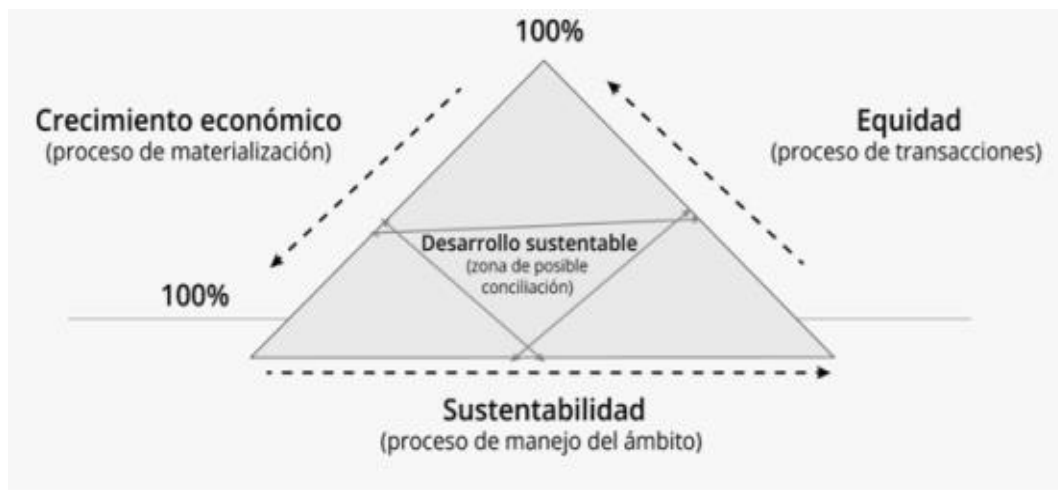 100%
Crecimiento económico
(proceso de materialización)
Equidad
(proceso de transacciones)
Desarrollo sustentable
(zona de posible
conciliación)
100%
Sustentabilidad
(proceso de manejo del ámbito)